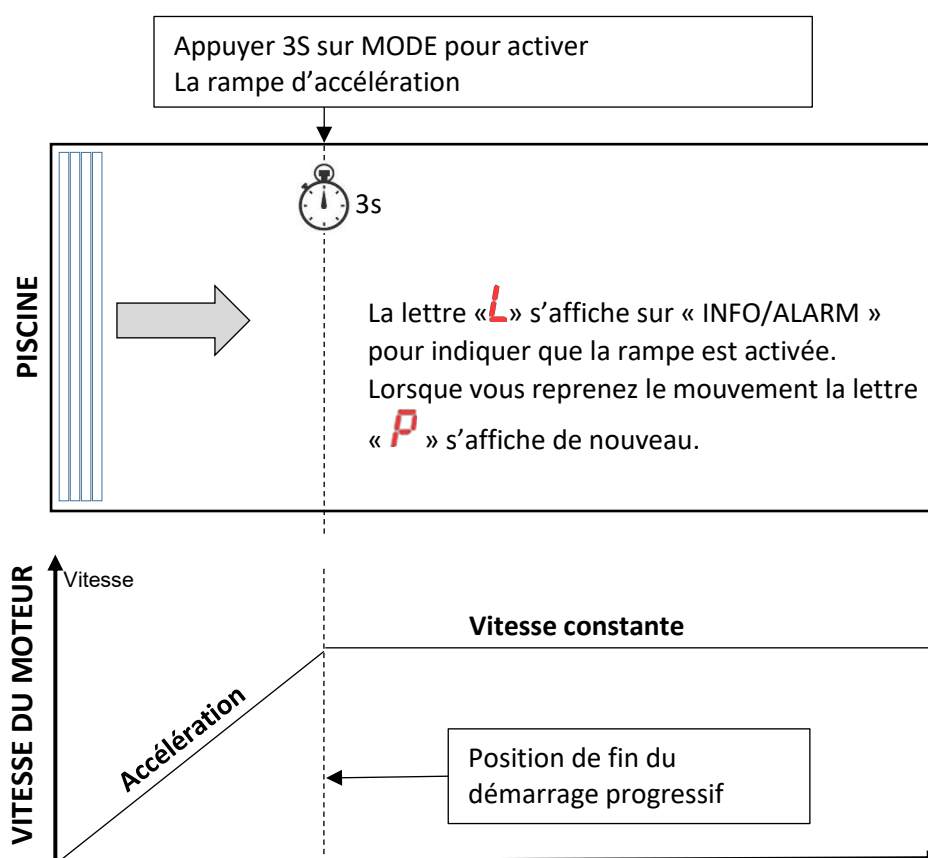 Appuyer 3S sur MODE pour activer
La rampe d’accélération
3s
PISCINE
La lettre «L» s’affiche sur « INFO/ALARM »
pour indiquer que la rampe est activée.
Lorsque vous reprenez le mouvement la lettre
« P » s’affiche de nouveau.
VITESSE DU MOTEUR
Vitesse
Vitesse constante
Accélération
Position de fin du
démarrage progressif